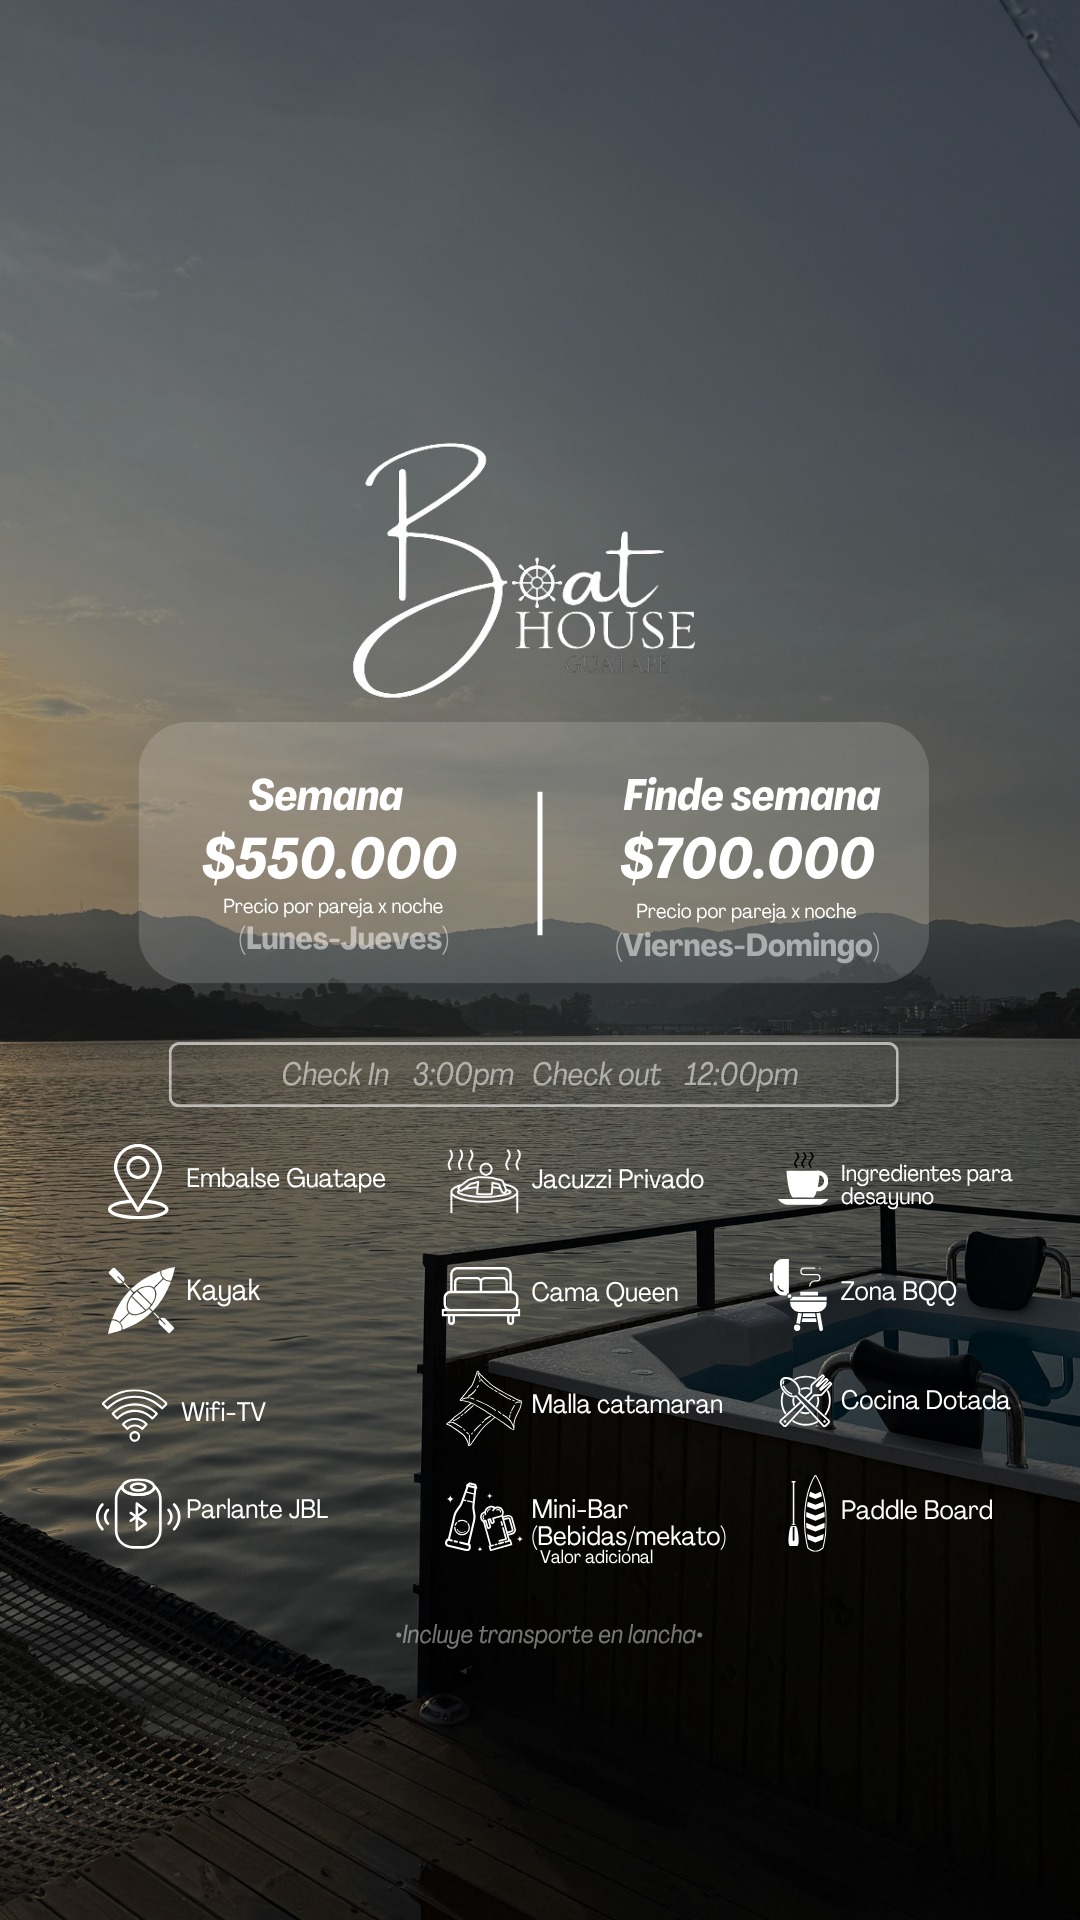 Boat
HOUSE
GUATAPE
Semana
$550.000
Precio por pareja x noche
(Lunes-Jueves)
Finde semana
$700.000
Precio por pareja x noche
(Viernes-Domingo)
Check In 3:00pm Check out 12:00pm
Embalse Guatape
Jacuzzi Privado
Ingredientes para
desayuno
Kayak
Cama Queen
Zona BQQ
Wifi-TV
Malla catamaran
Cocina Dotada
Parlante JBL
Mini-Bar
(Bebidas/mekato)
Valor adicional
Paddle Board
•Incluye transporte en lancha•